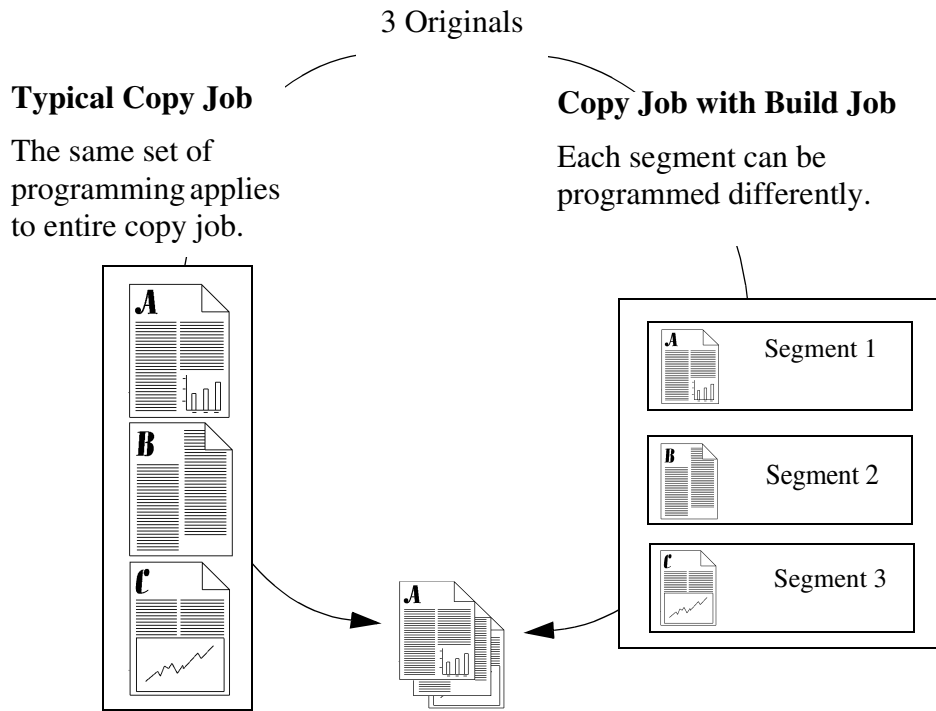 3 Originals
Typical Copy Job
The same set of
programming applies
to entire copy job.
A
B
C
Copy Job with Build Job
Each segment can be
programmed differently.
A
Segment 1
B
Segment 2
C
Segment 3
A